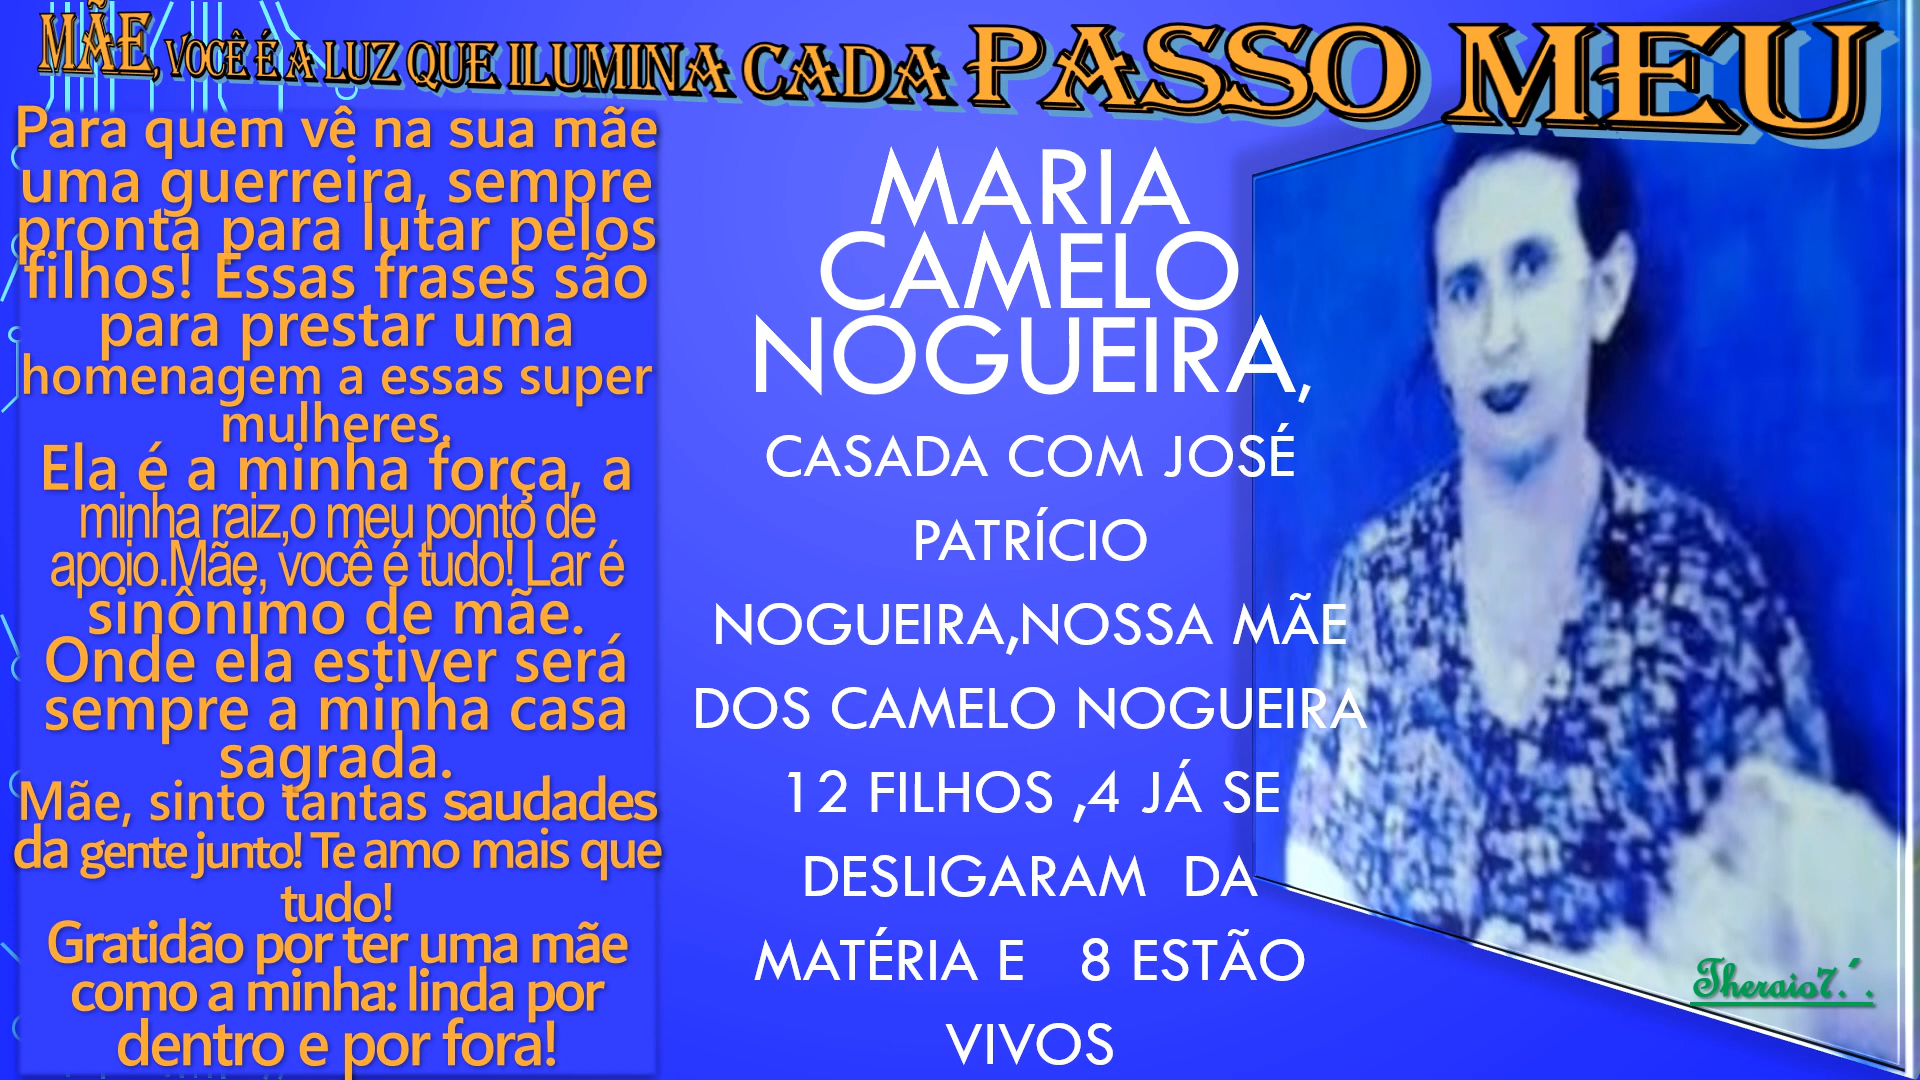 MÃE, VOCÊ É A LUZ QUE ILUMINA CADA PASSO MEU
Para quem vê na sua mãe
uma guerreira, sempre
pronta para lutar pelos
filhos! Essas frases são
para prestar uma
homenagem a essas super
mulheres.
Ela é a minha força, a
minha raiz,o meu ponto de
apoio.Mãe, você é tudo! Lar é
sinônimo de mãe.
Onde ela estiver será
sempre a minha casa
sagrada.
Mãe, sinto tantas saudades
da gente junto! Te amo mais que
tudo!
Gratidão por ter uma mãe
como a minha: linda por
dentro e por fora!
MARIA
CAMELO
NOGUEIRA,
CASADA COM JOSÉ
PATRÍCIO
NOGUEIRA,NOSSA MÃE
DOS CAMELO NOGUEIRA
12 FILHOS ,4 JÁ SE
DESLIGARAM DA
MATÉRIA E 8 ESTÃO
VIVOS
Theraio7.´.